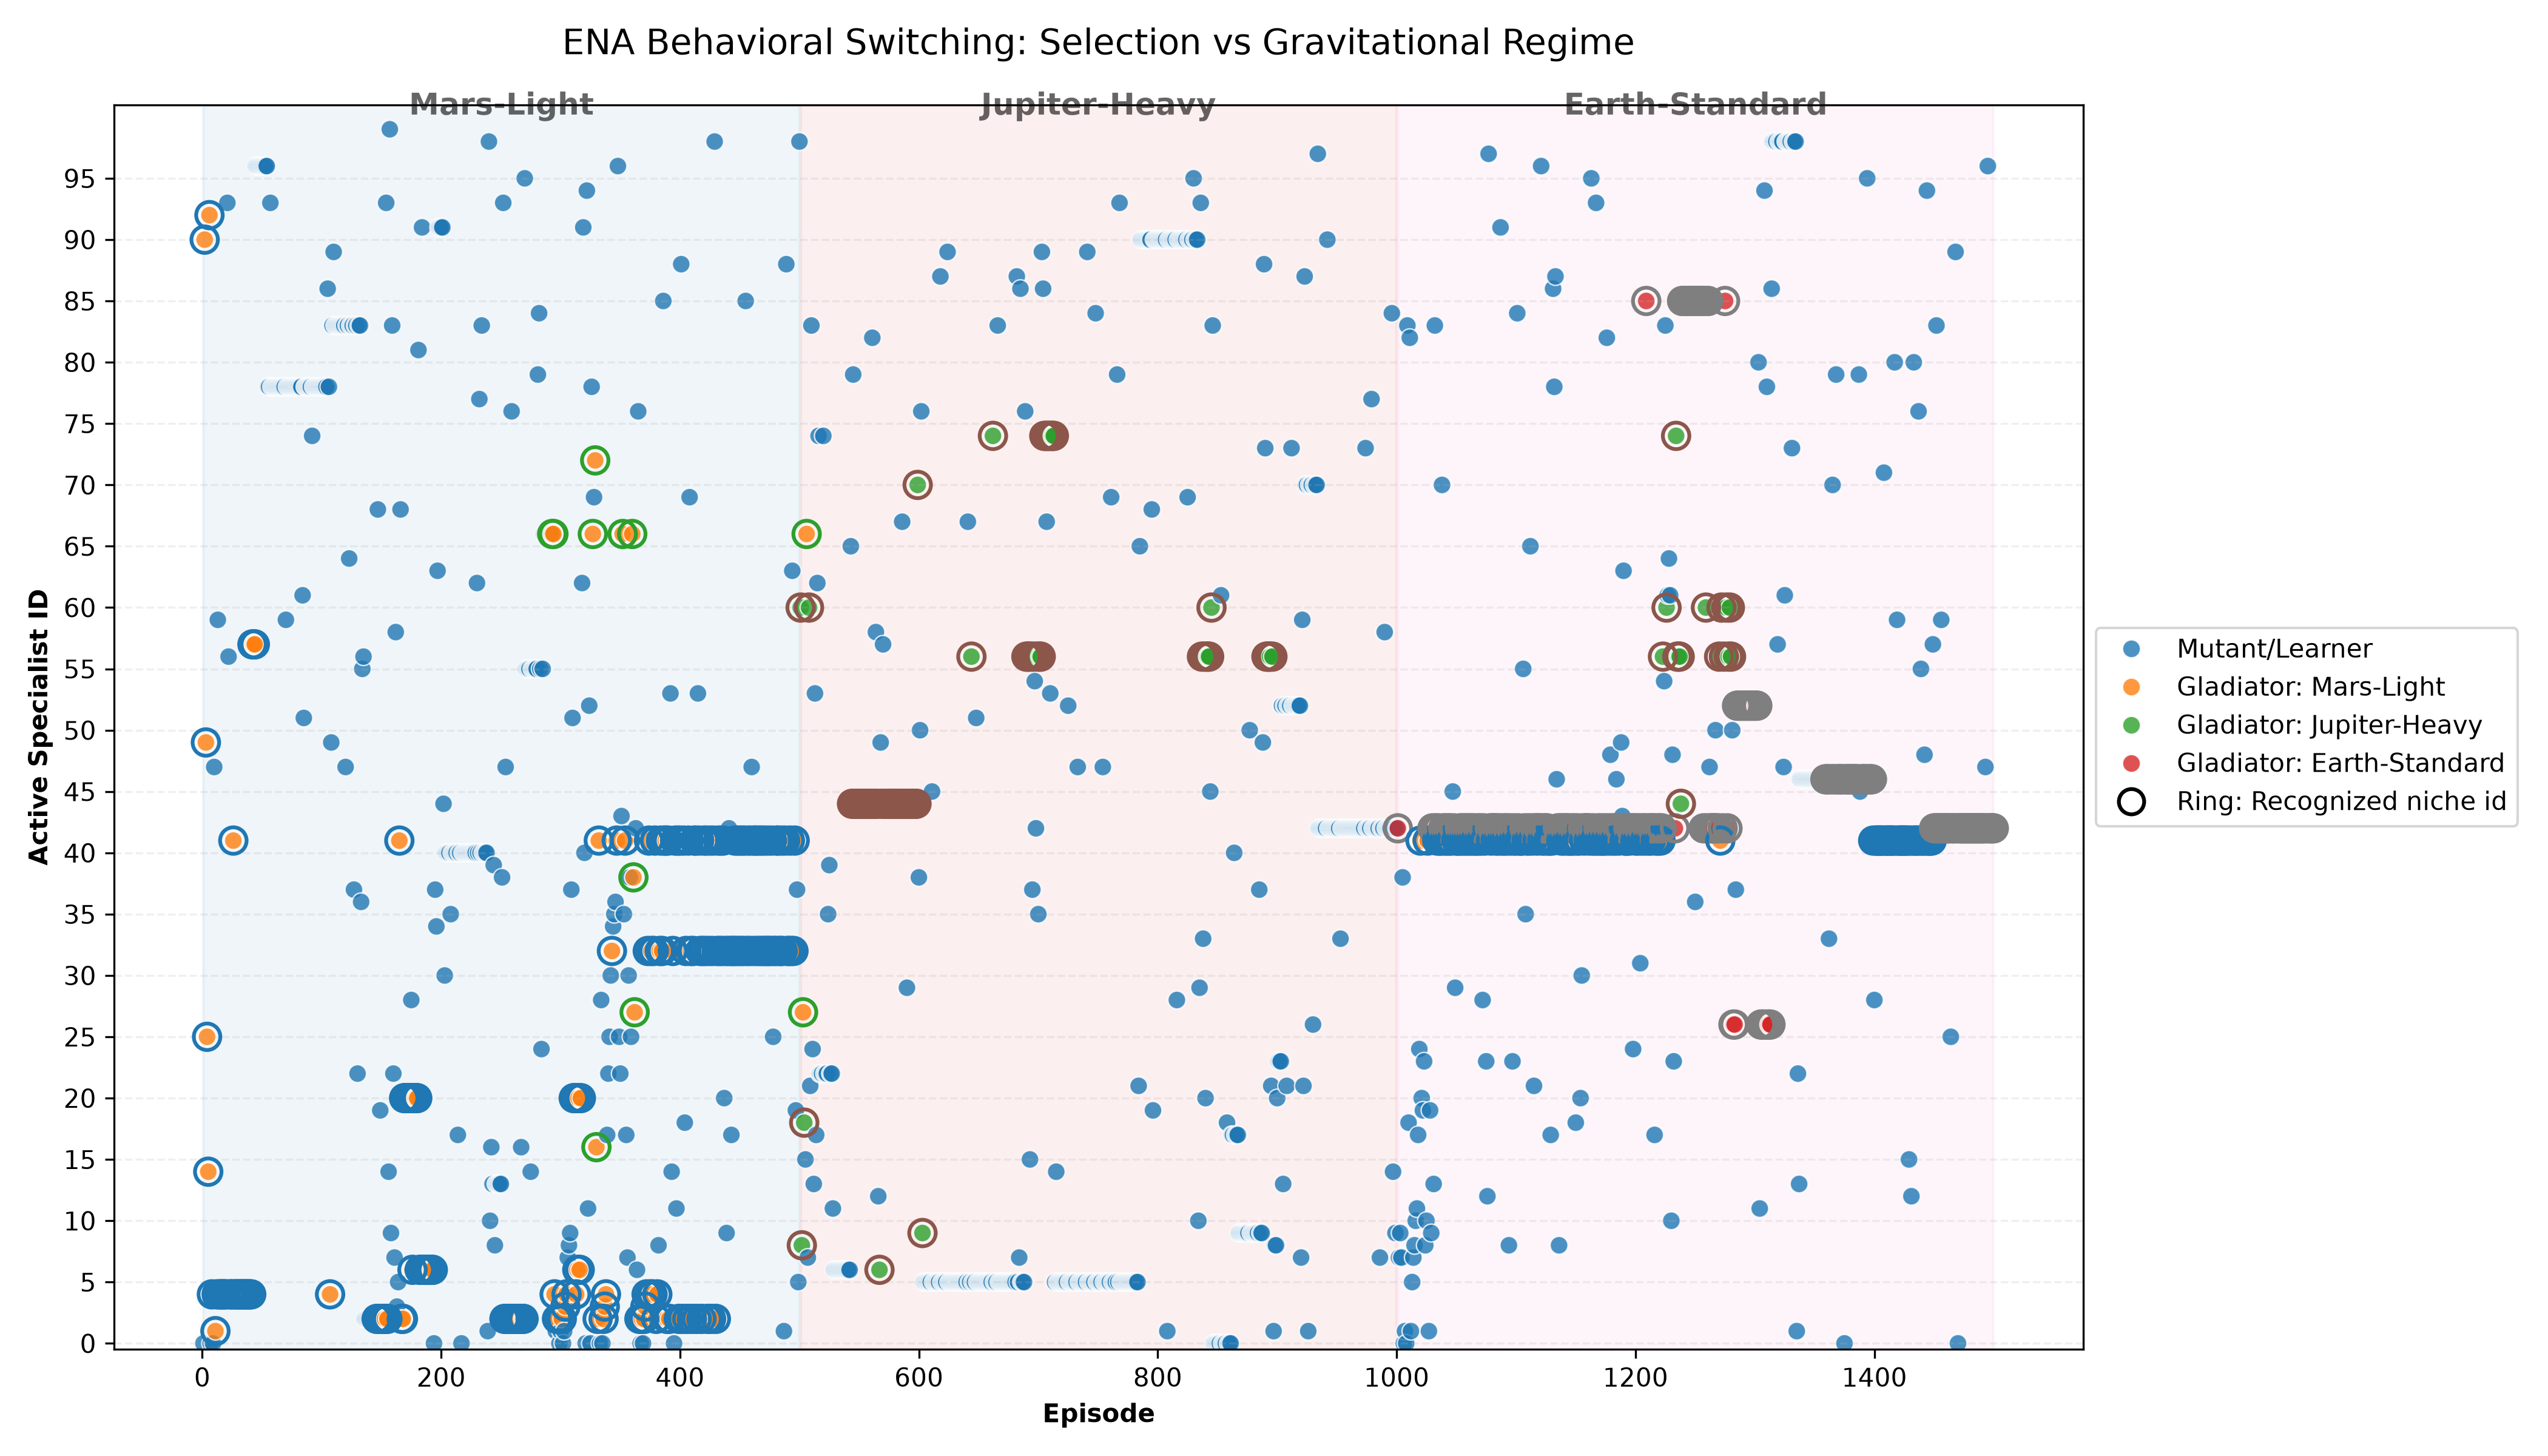 ENA Behavioral Switching: Selection vs Gravitational Regime
Mars-Light
Jupiter-Heavy
Earth-Standard
Active Specialist ID
95
90
85
80
75
70
65
60
55
50
45
40
35
30
25
20
15
10
5
0
0
200
400
600
800
1000
1200
1400
Episode
Mutant/Learner
Gladiator: Mars-Light
Gladiator: Jupiter-Heavy
Gladiator: Earth-Standard
Ring: Recognized niche id